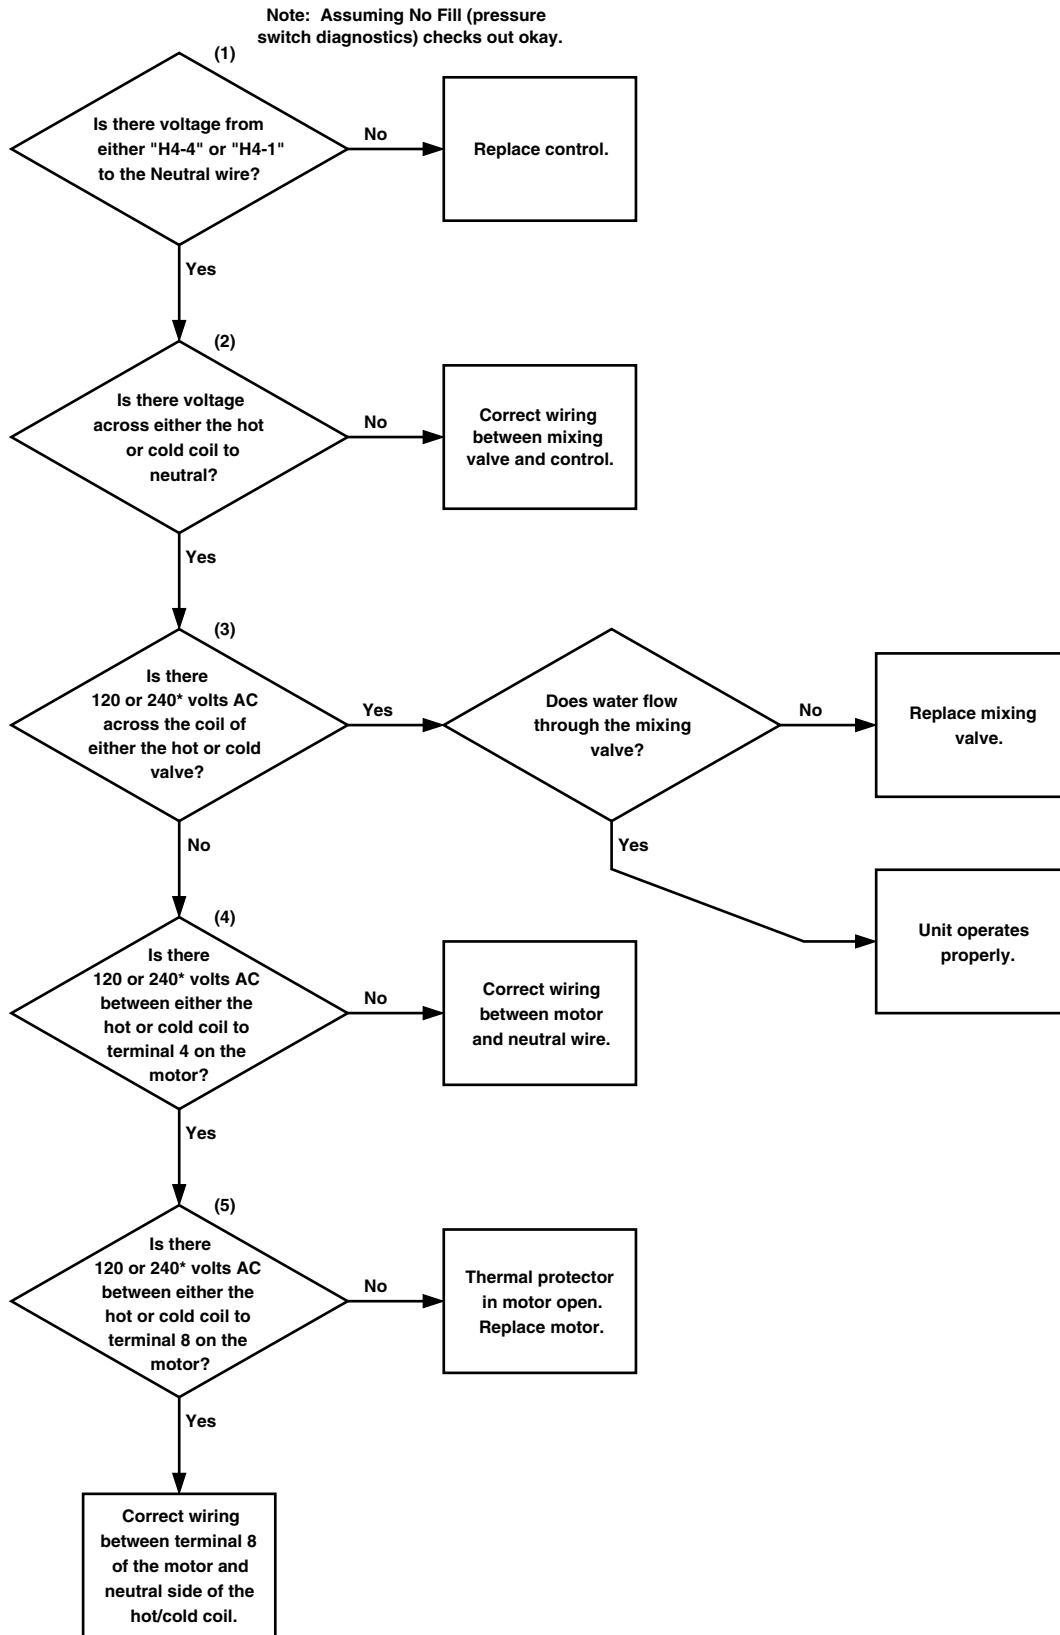 Note: Assuming No Fill (pressure
switch diagnostics) checks out okay.
(1)
Is there voltage from
either "H4-4" or "H4-1"
to the Neutral wire?
No
Replace control.
Yes
(2)
Is there voltage
across either the hot
or cold coil to
neutral?
No
Correct wiring
between mixing
valve and control.
Yes
(3)
Is there
120 or 240* volts AC
across the coil of
either the hot or cold
valve?
Yes
Does water flow
through the mixing
valve?
No
Replace mixing
valve.
Yes
Unit operates
properly.
No
(4)
Is there
120 or 240* volts AC
between either the
hot or cold coil to
terminal 4 on the
motor?
No
Correct wiring
between motor
and neutral wire.
Yes
(5)
Is there
120 or 240* volts AC
between either the
hot or cold coil to
terminal 8 on the
motor?
No
Thermal protector
in motor open.
Replace motor.
Yes
Correct wiring
between terminal 8
of the motor and
neutral side of the
hot/cold coil.